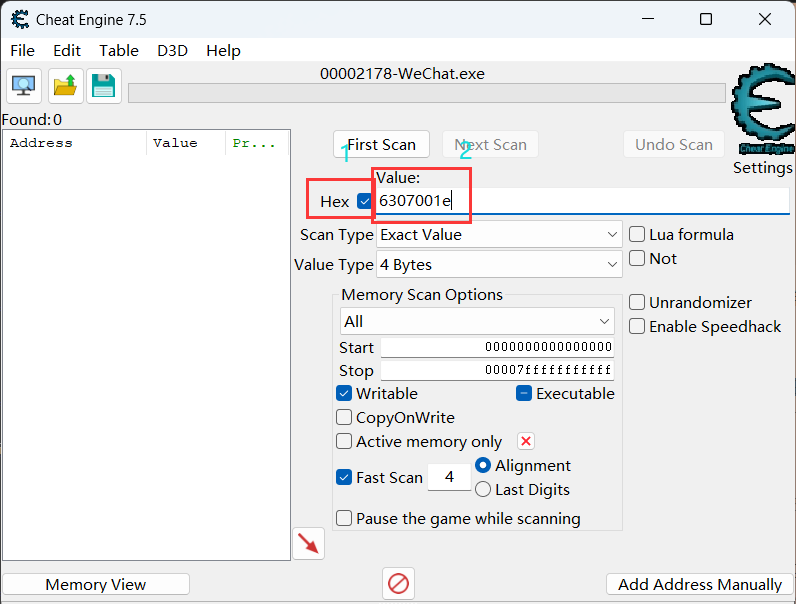 Cheat Engine 7.5
File Edit Table D3D Help
00002178-WeChat.exe
Found:0
Address Value Pr...
First Scan Next Scan Undo Scan
1 2
Cheat Engine
Settings
Value:
Hex 6307001e
Scan Type Exact Value
Lua formula
Value Type 4 Bytes
Not
Memory Scan Options
All
Unrandomizer
Start 0000000000000000
Enable Speedhack
Stop 00007fffffffffff
Writable Executable
CopyOnWrite
Active memory only
Fast Scan 4 Alignment
Last Digits
Pause the game while scanning
Memory View Add Address Manually